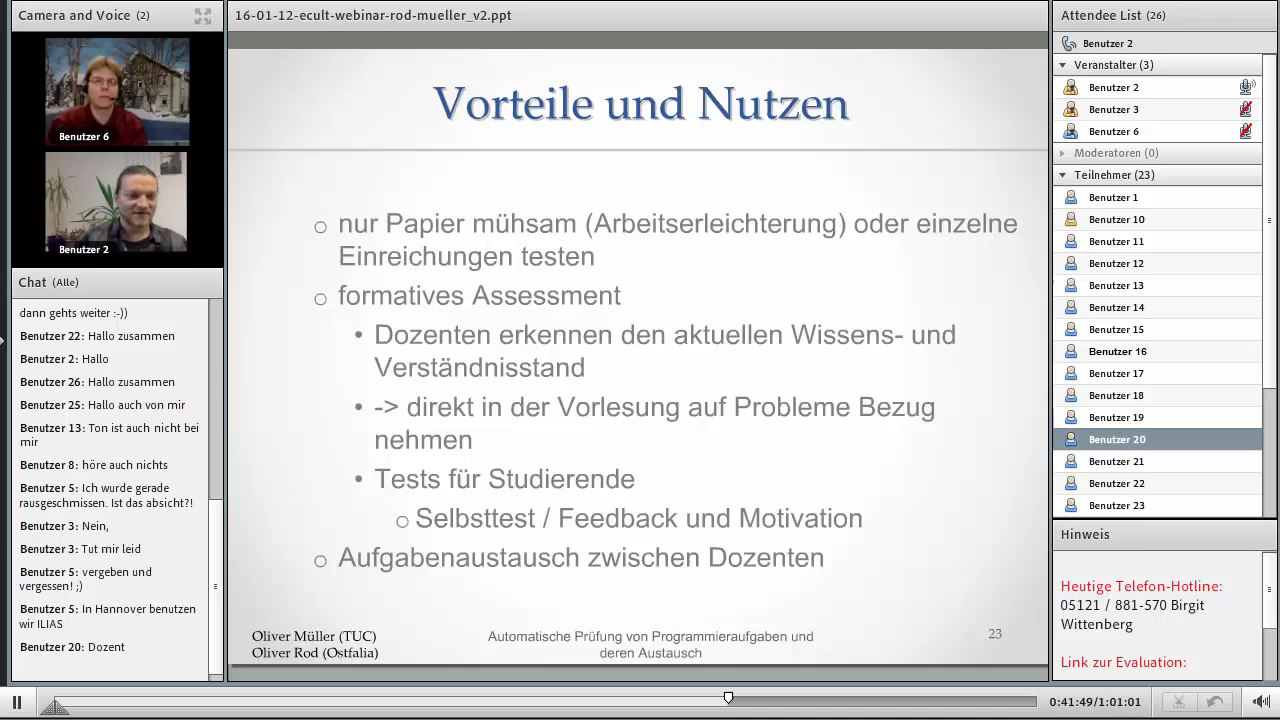 Camera and Voice (2)
Benutzer 6
Benutzer 2
Chat (Alle)
dann gehts weiter :-))
Benutzer 22: Hallo zusammen
Benutzer 2: Hallo
Benutzer 26: Hallo zusammen
Benutzer 25: Hallo auch von mir
Benutzer 13: Ton ist auch nicht bei
mir
Benutzer 8: höre auch nichts
Benutzer 5: Ich wurde gerade
rausgeschmissen. Ist das absicht?!
Benutzer 3: Nein,
Benutzer 3: Tut mir leid
Benutzer 5: vergeben und
vergessen! ;)
Benutzer 5: In Hannover benutzen
wir ILIAS
Benutzer 20: Dozent
16-01-12-ecult-webinar-rod-mueller_v2.ppt
Vorteile und Nutzen
o nur Papier mühsam (Arbeitserleichterung) oder einzelne
Einreichungen testen
o formatives Assessment
• Dozenten erkennen den aktuellen Wissens- und
Verständnisstand
• -> direkt in der Vorlesung auf Probleme Bezug
nehmen
• Tests für Studierende
o Selbsttest / Feedback und Motivation
o Aufgabenaustausch zwischen Dozenten
Oliver Müller (TUC)
Oliver Rod (Ostfalia)
Automatische Prüfung von Programmieraufgaben und
deren Austausch
23
Attendee List (26)
Benutzer 2
Veranstalter (3)
Benutzer 2
Benutzer 3
Benutzer 6
Moderatoren (0)
Teilnehmer (23)
Benutzer 1
Benutzer 10
Benutzer 11
Benutzer 12
Benutzer 13
Benutzer 14
Benutzer 15
Benutzer 16
Benutzer 17
Benutzer 18
Benutzer 19
Benutzer 20
Benutzer 21
Benutzer 22
Benutzer 23
Hinweis
Heutige Telefon-Hotline:
05121 / 881-570 Birgit
Wittenberg
Link zur Evaluation:
0:41:49/1:01:01